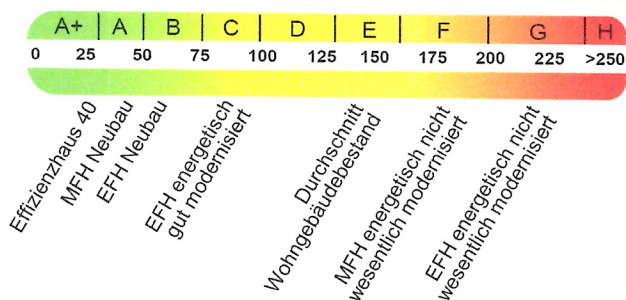 A+ A B C D E F G H
0 25 50 75 100 125 150 175 200 225 >250
Effizienzhaus 40
MFH Neubau
EFH Neubau
EFH energetisch
gut modernisiert
Durchschnitt
Wohngebäudebestand
MFH energetisch nicht
wesentlich modernisiert
EFH energetisch nicht
wesentlich modernisiert